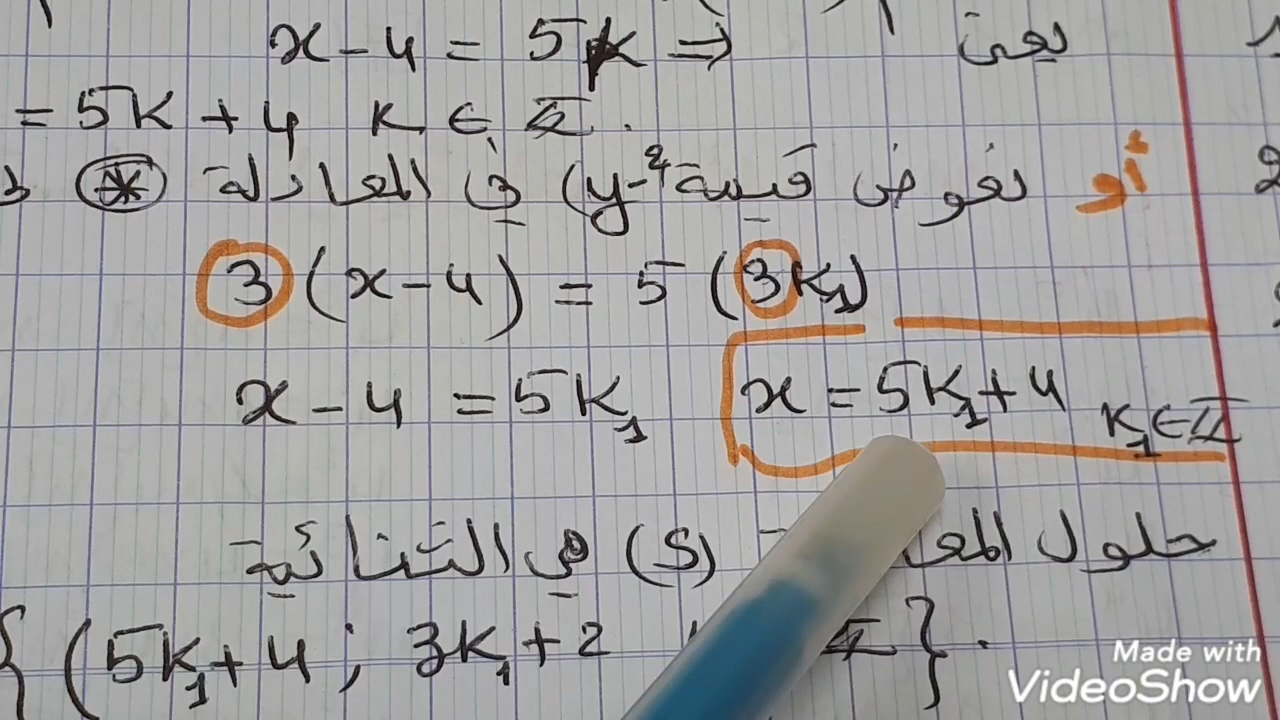 x - 4 = 5k ⇒ يعني
= 5k + 4 k ∈ ℤ.
أو نعوض قيمة (y-2 في المعادلة ⊛
3 (x - 4) = 5 (3k₁)
x - 4 = 5k₁ x = 5k₁ + 4 k₁ ∈ ℤ
حلول (S) هي الثنائية
{ (5k₁ + 4 ; 3k₁ + 2 ℤ } .
Made with
VideoShow